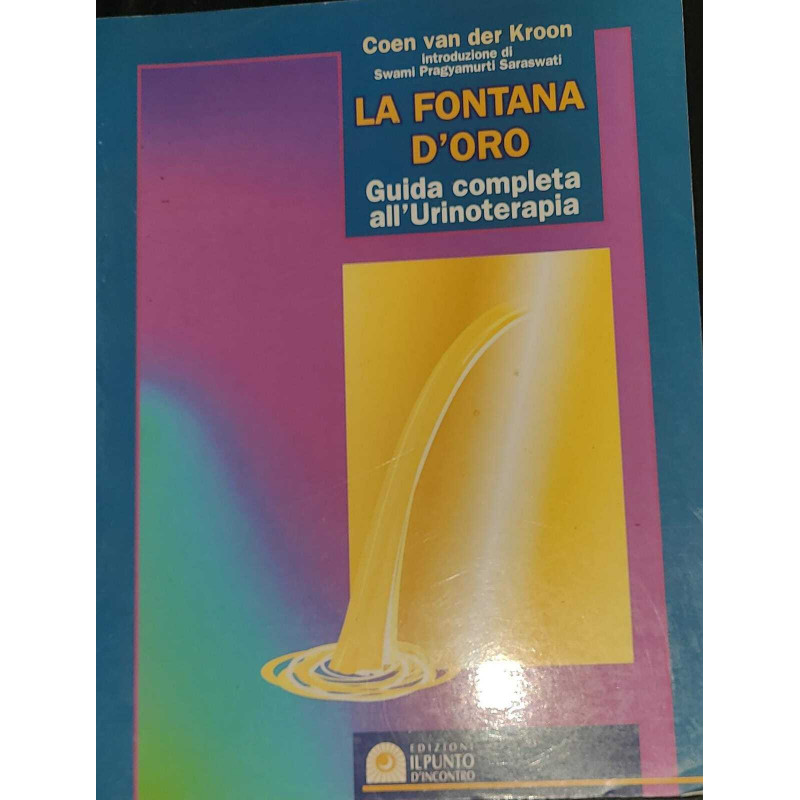 Coen van der Kroon
introduzione di
Swami Pragyamurti Saraswati
LA FONTANA
D'ORO
Guida completa
all'Urinoterapia
EDIZIONI
IL PUNTO
D'INCONTRO